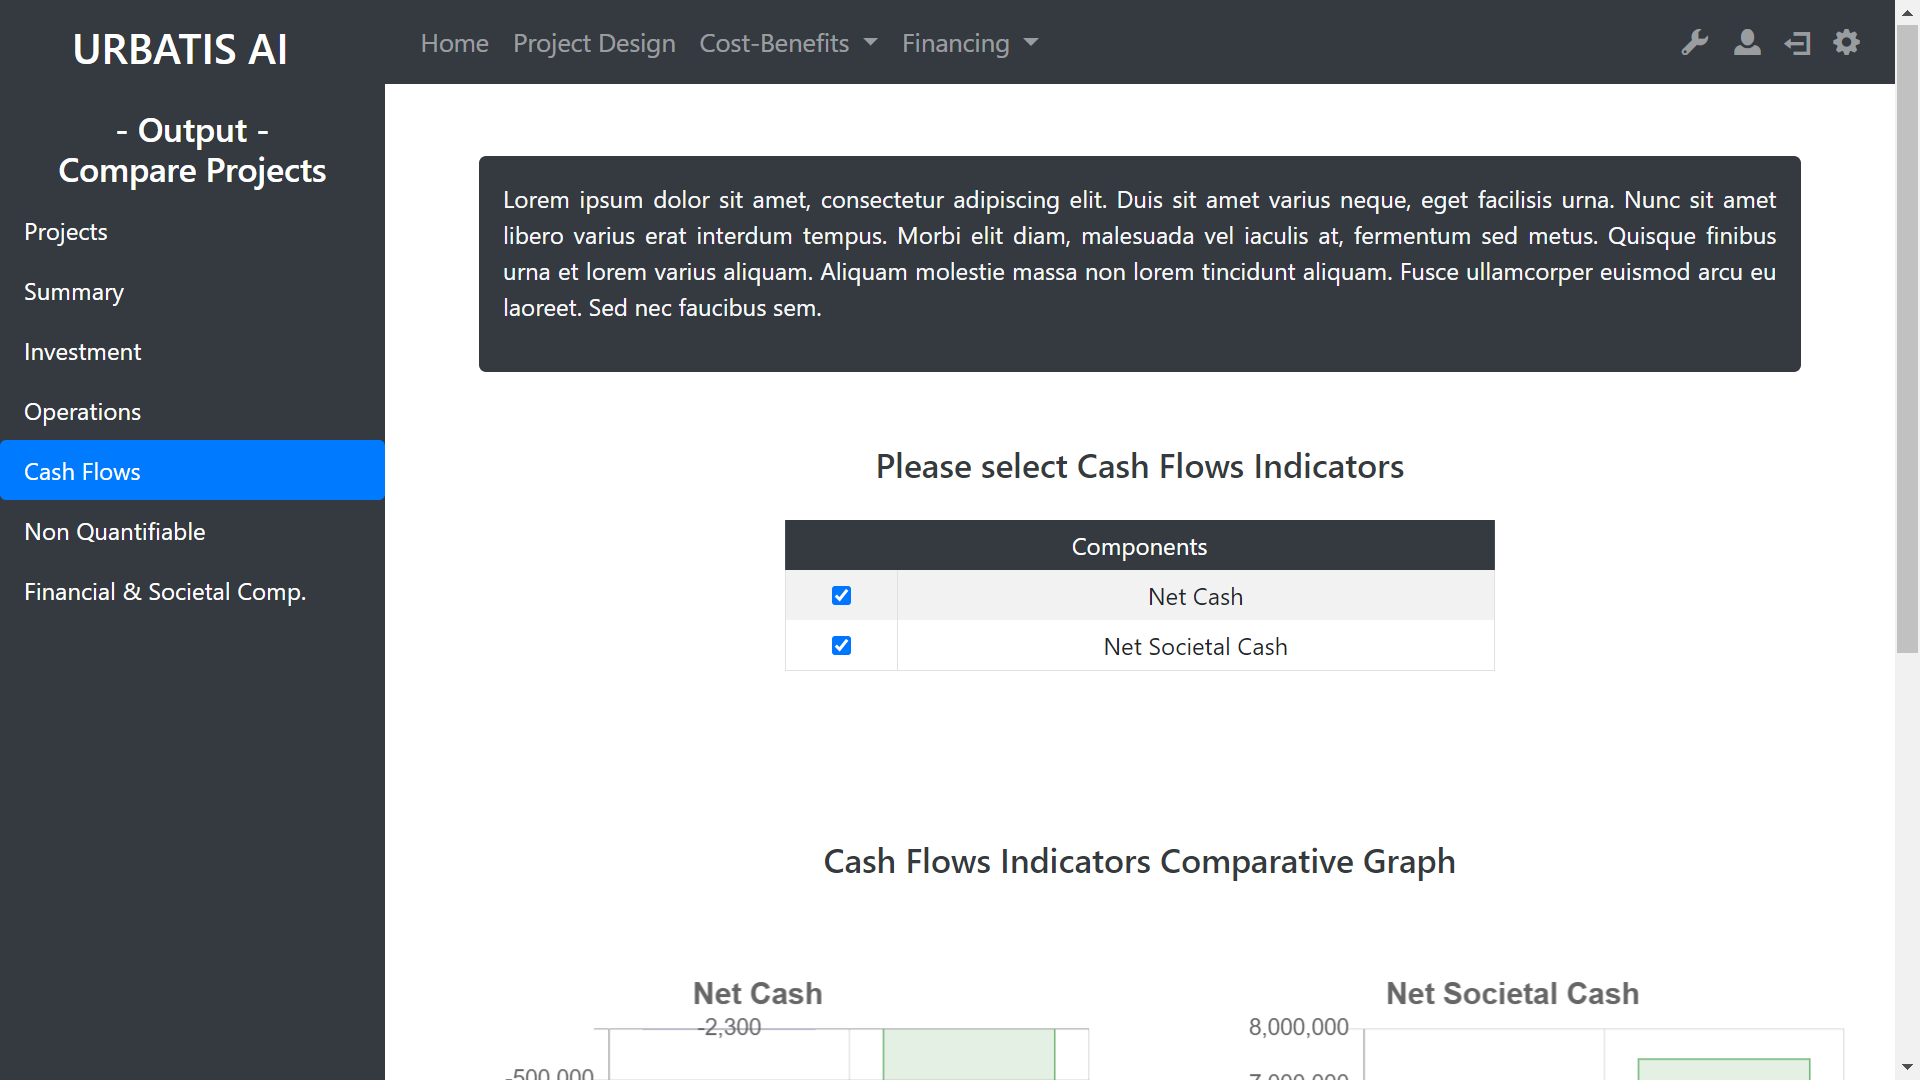 URBATIS AI
Home Project Design Cost-Benefits Financing
- Output -
Compare Projects
Projects
Summary
Investment
Operations
Cash Flows
Non Quantifiable
Financial & Societal Comp.
Lorem ipsum dolor sit amet, consectetur adipiscing elit. Duis sit amet varius neque, eget facilisis urna. Nunc sit amet
libero varius erat interdum tempus. Morbi elit diam, malesuada vel iaculis at, fermentum sed metus. Quisque finibus
urna et lorem varius aliquam. Aliquam molestie massa non lorem tincidunt aliquam. Fusce ullamcorper euismod arcu eu
laoreet. Sed nec faucibus sem.
Please select Cash Flows Indicators
Components
Net Cash
Net Societal Cash
Cash Flows Indicators Comparative Graph
Net Cash
-2,300
-500,000
Net Societal Cash
8,000,000
7,000,000